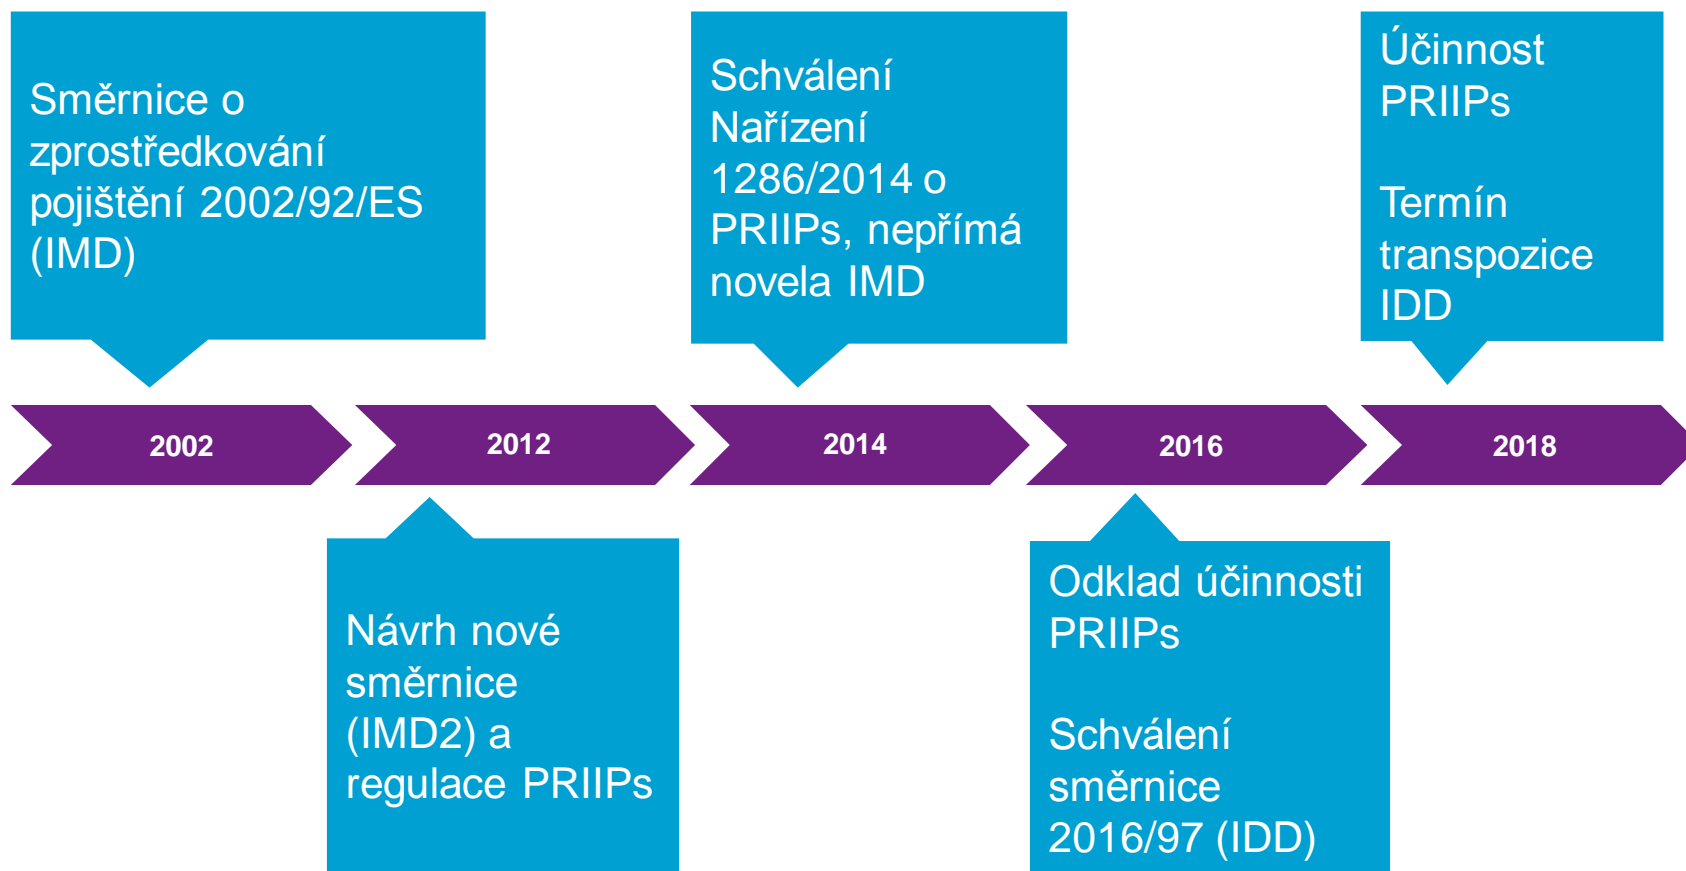 Směrnice o
zprostředkování
pojištění 2002/92/ES
(IMD)
Schválení
Nařízení
1286/2014 o
PRIIPs, nepřímá
novela IMD
Účinnost
PRIIPs
Termín
transpozice
IDD
2002
2012
2014
2016
2018
Návrh nové
směrnice
(IMD2) a
regulace PRIIPs
Odklad účinnosti
PRIIPs
Schválení
směrnice
2016/97 (IDD)